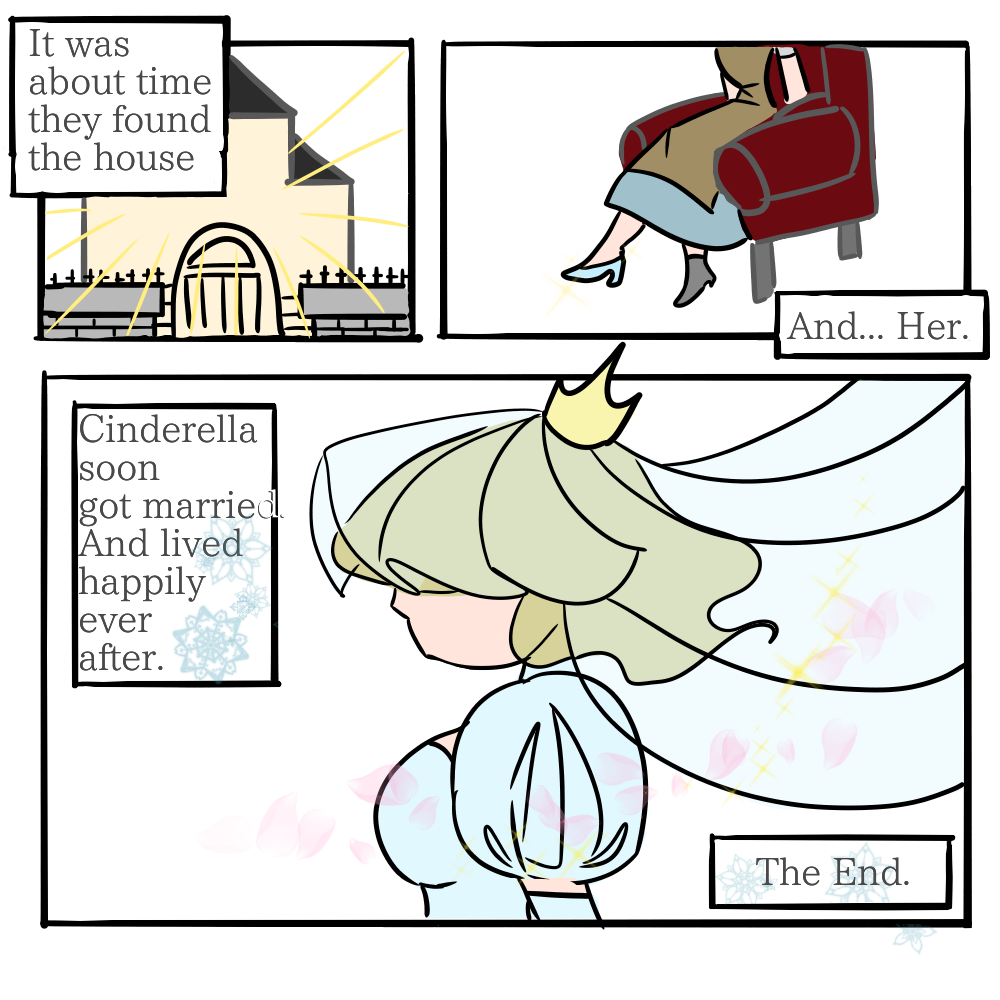 It was
about time
they found
the house
And... Her.
Cinderella
soon
got married.
And lived
happily
ever
after.
The End.